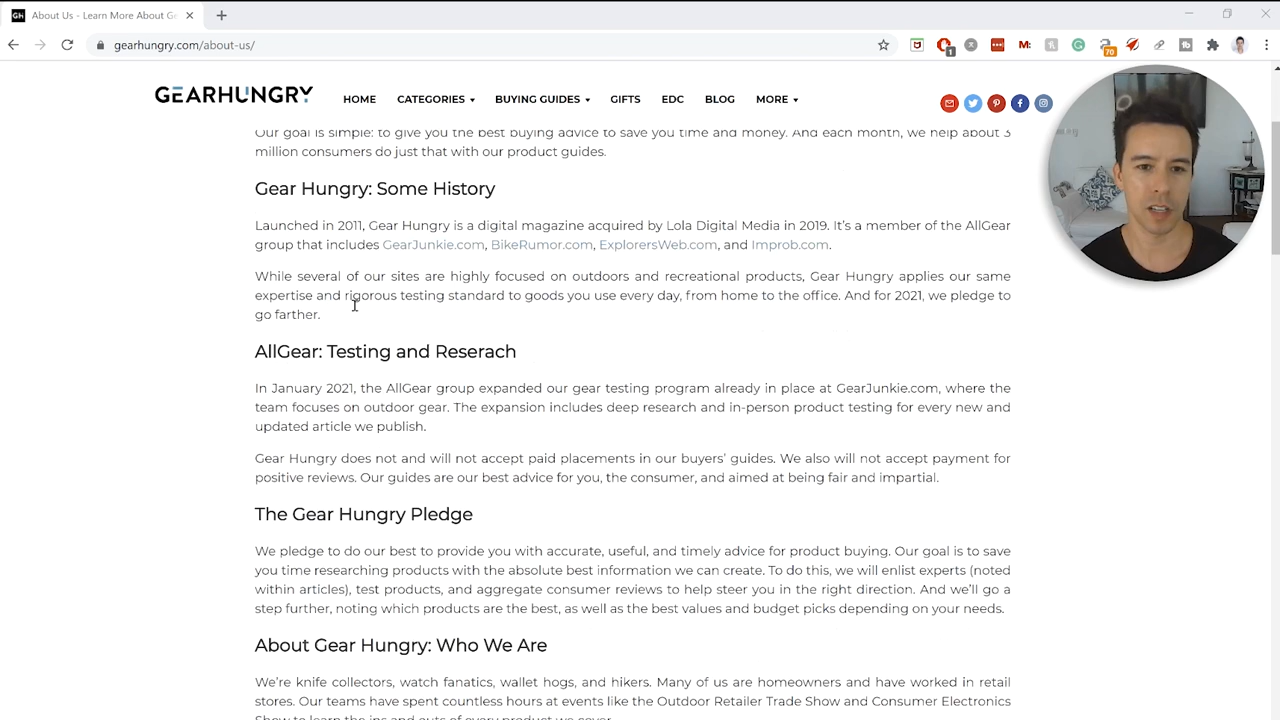 Gh About Us - Learn More About Ge
gearhungry.com/about-us/
1
M:
70
GEARHUNGRY HOME CATEGORIES BUYING GUIDES GIFTS EDC BLOG MORE
Our goal is simple: to give you the best buying advice to save you time and money. And each month, we help about 3
million consumers do just that with our product guides.
Gear Hungry: Some History
Launched in 2011, Gear Hungry is a digital magazine acquired by Lola Digital Media in 2019. It's a member of the AllGear
group that includes GearJunkie.com, BikeRumor.com, ExplorersWeb.com, and Improb.com.
While several of our sites are highly focused on outdoors and recreational products, Gear Hungry applies our same
expertise and rigorous testing standard to goods you use every day, from home to the office. And for 2021, we pledge to
go farther.
AllGear: Testing and Reserach
In January 2021, the AllGear group expanded our gear testing program already in place at GearJunkie.com, where the
team focuses on outdoor gear. The expansion includes deep research and in-person product testing for every new and
updated article we publish.
Gear Hungry does not and will not accept paid placements in our buyers' guides. We also will not accept payment for
positive reviews. Our guides are our best advice for you, the consumer, and aimed at being fair and impartial.
The Gear Hungry Pledge
We pledge to do our best to provide you with accurate, useful, and timely advice for product buying. Our goal is to save
you time researching products with the absolute best information we can create. To do this, we will enlist experts (noted
within articles), test products, and aggregate consumer reviews to help steer you in the right direction. And we'll go a
step further, noting which products are the best, as well as the best values and budget picks depending on your needs.
About Gear Hungry: Who We Are
We're knife collectors, watch fanatics, wallet hogs, and hikers. Many of us are homeowners and have worked in retail
stores. Our teams have spent countless hours at events like the Outdoor Retailer Trade Show and Consumer Electronics
Show to learn the ins and outs of every product we cover.